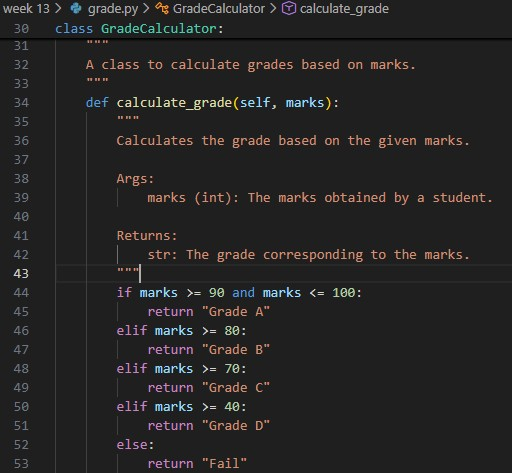 week 13 > grade.py > GradeCalculator > calculate_grade
30 class GradeCalculator:
31     """
32     A class to calculate grades based on marks.
33     """
34     def calculate_grade(self, marks):
35         """
36         Calculates the grade based on the given marks.
37
38         Args:
39             marks (int): The marks obtained by a student.
40
41         Returns:
42             str: The grade corresponding to the marks.
43         """
44         if marks >= 90 and marks <= 100:
45             return "Grade A"
46         elif marks >= 80:
47             return "Grade B"
48         elif marks >= 70:
49             return "Grade C"
50         elif marks >= 40:
51             return "Grade D"
52         else:
53             return "Fail"